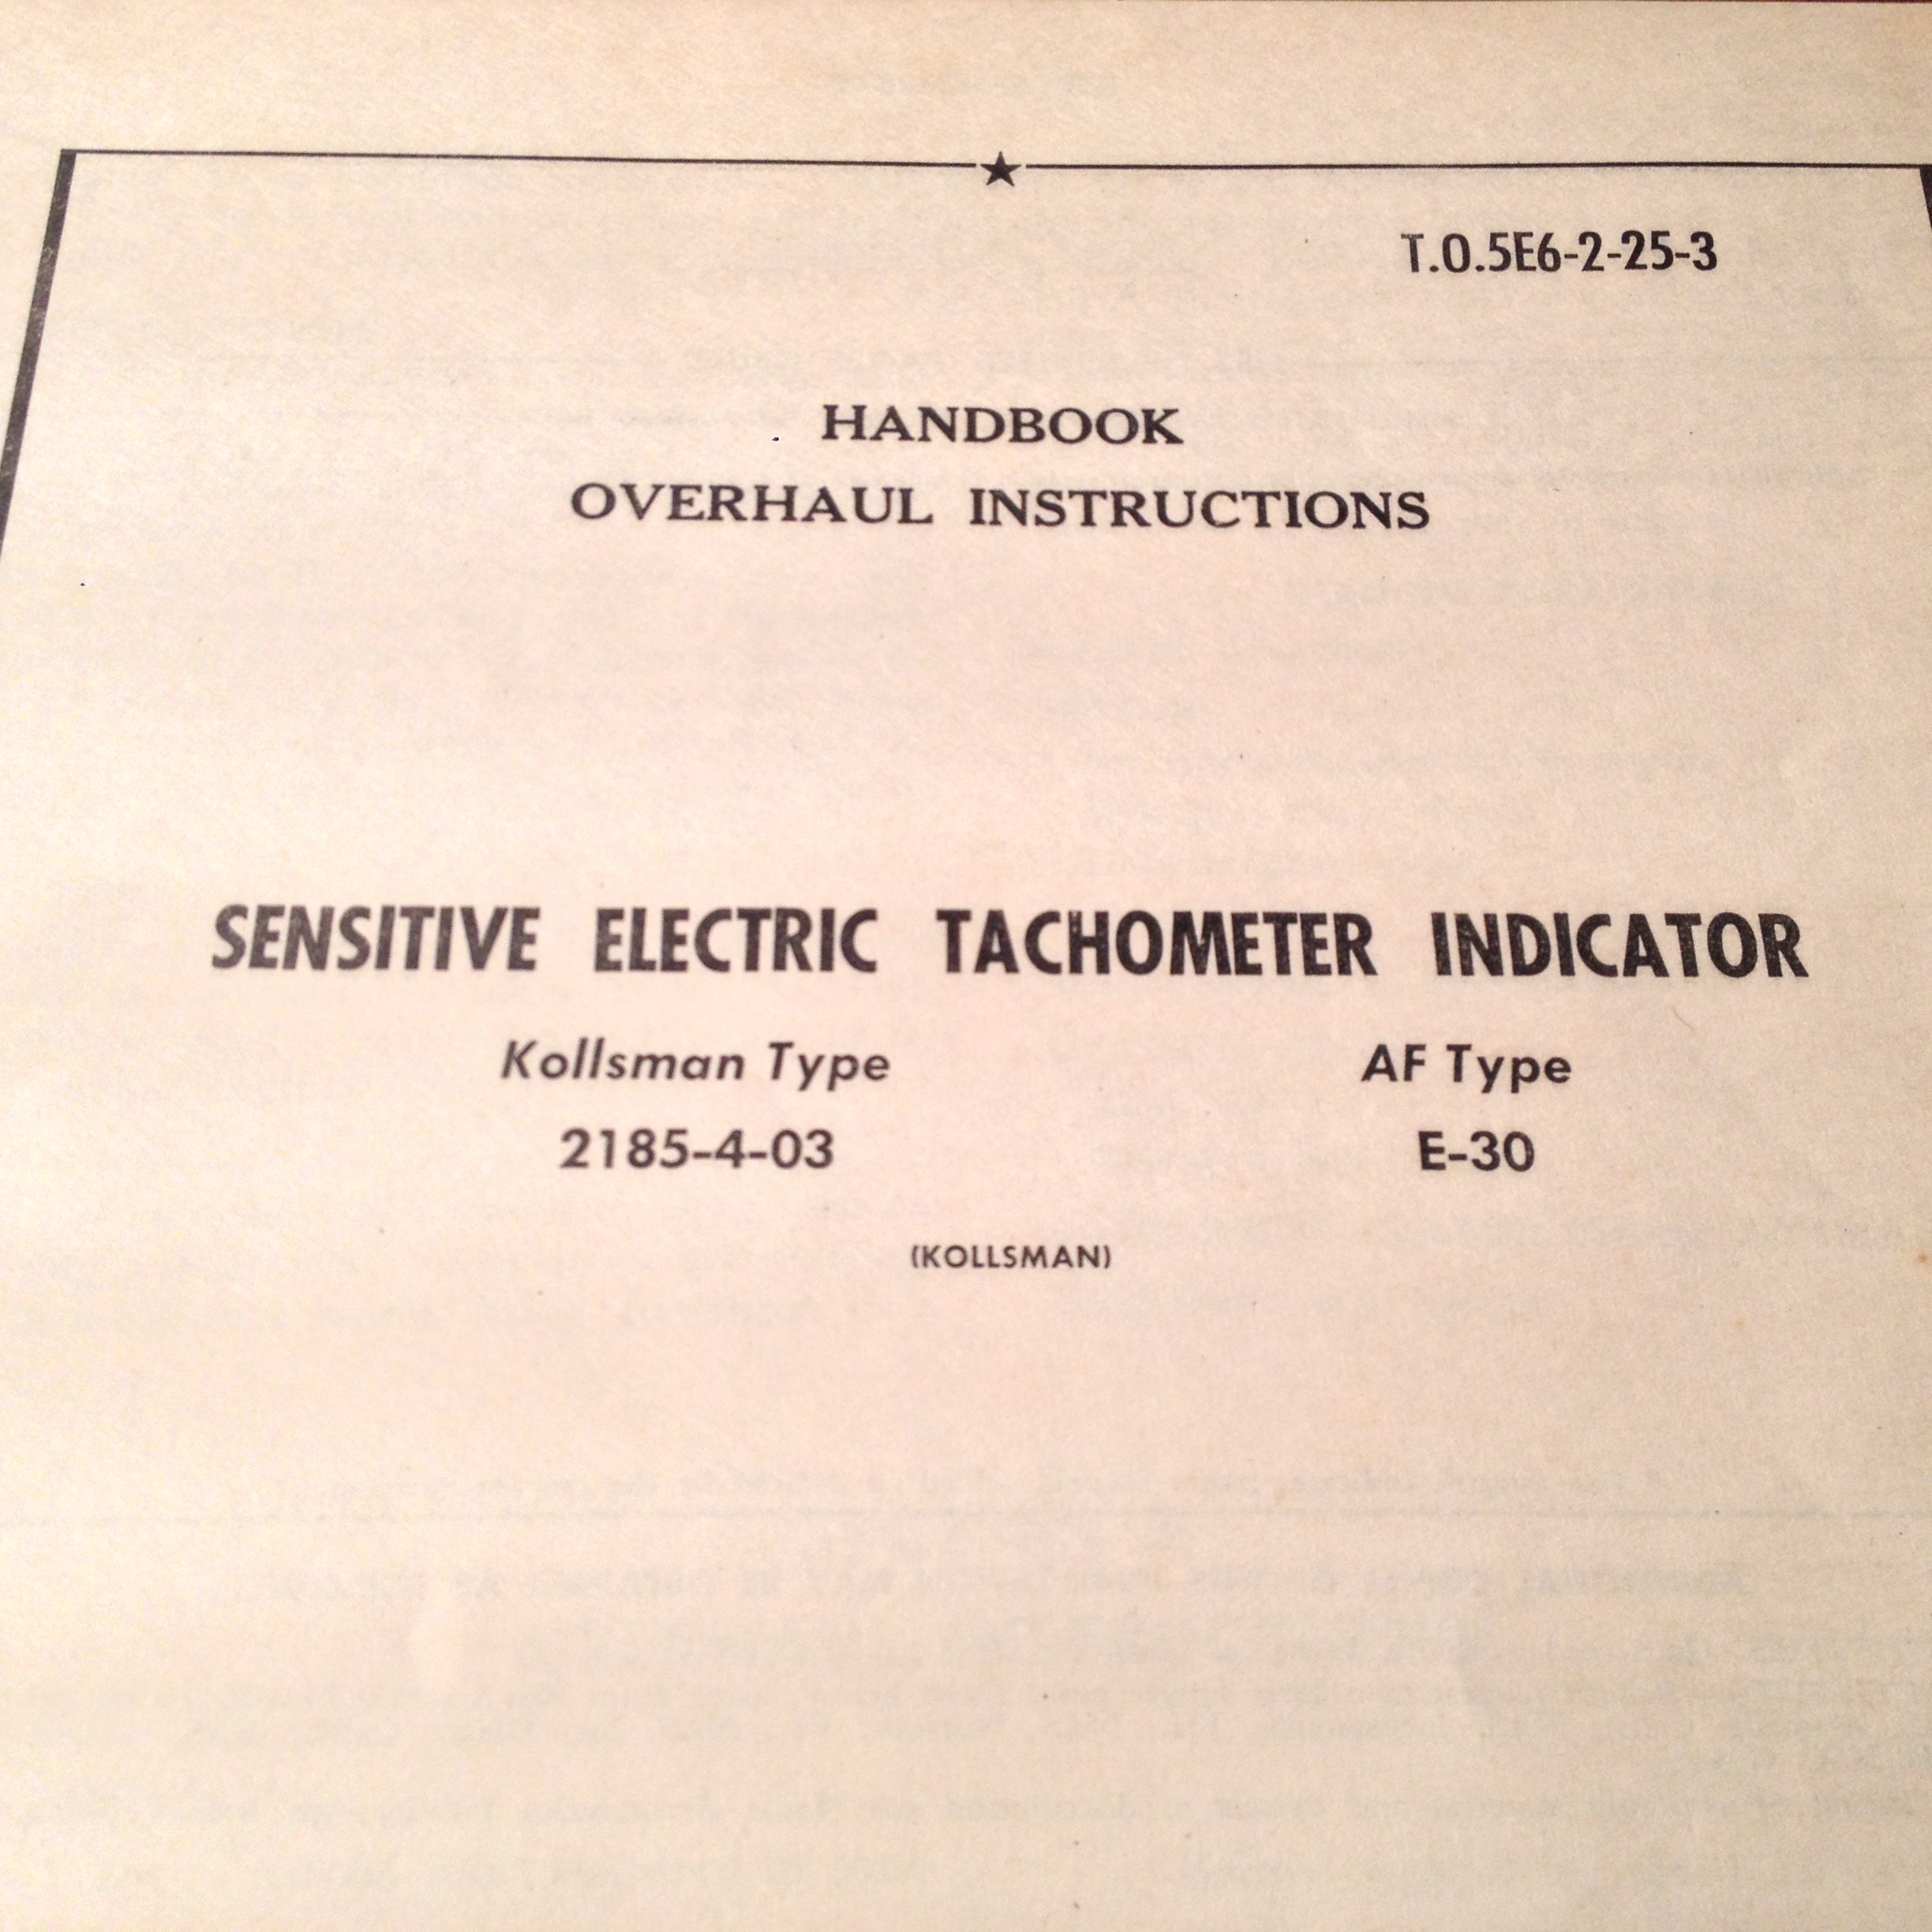 T.O.5E6-2-25-3
HANDBOOK
OVERHAUL INSTRUCTIONS
SENSITIVE ELECTRIC TACHOMETER INDICATOR
Kollsman Type AF Type
2185-4-03 E-30
(KOLLSMAN)